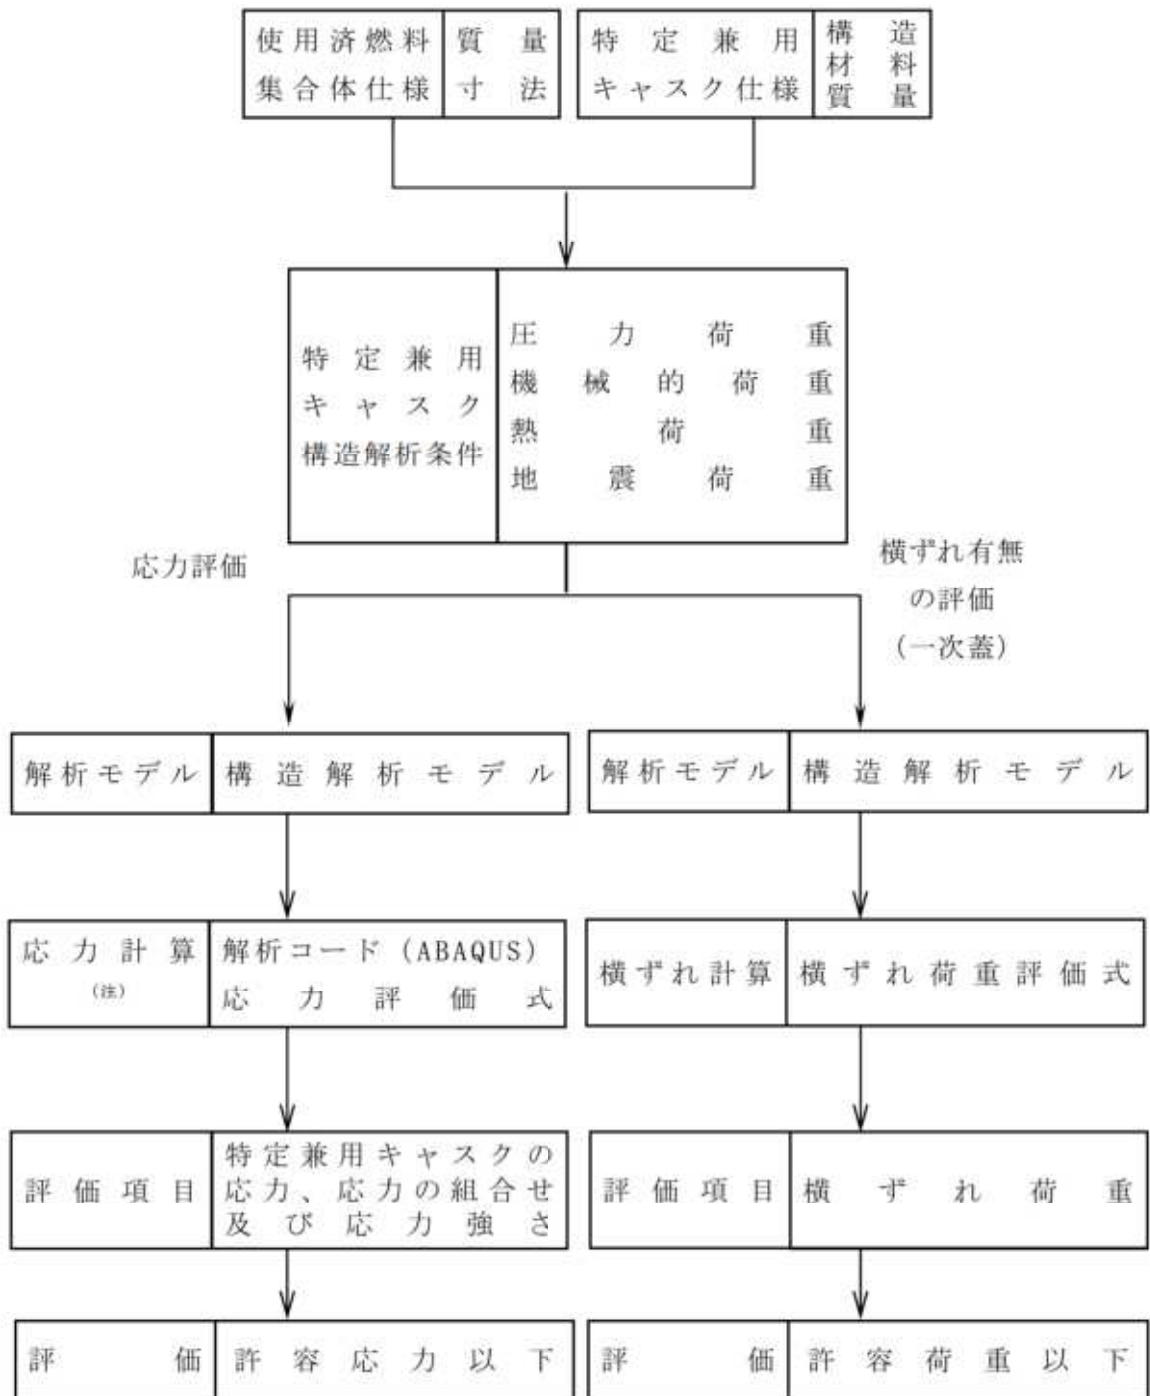 使用済燃料
集合体仕様
質量
寸法
特定兼用
キャスク仕様
構造
材料
質量
特定兼用
キャスク
構造解析条件
圧力荷重
機械的荷重
熱荷重
地震荷重
応力評価
横ずれ有無
の評価
(一次蓋)
解析モデル
構造解析モデル
解析モデル
構造解析モデル
応力計算
(注)
解析コード(ABAQUS)
応力評価式
横ずれ計算
横ずれ荷重評価式
評価項目
特定兼用キャスクの
応力、応力の組合せ
及び応力強さ
評価項目
横ずれ荷重
評価
許容応力以下
評価
許容荷重以下